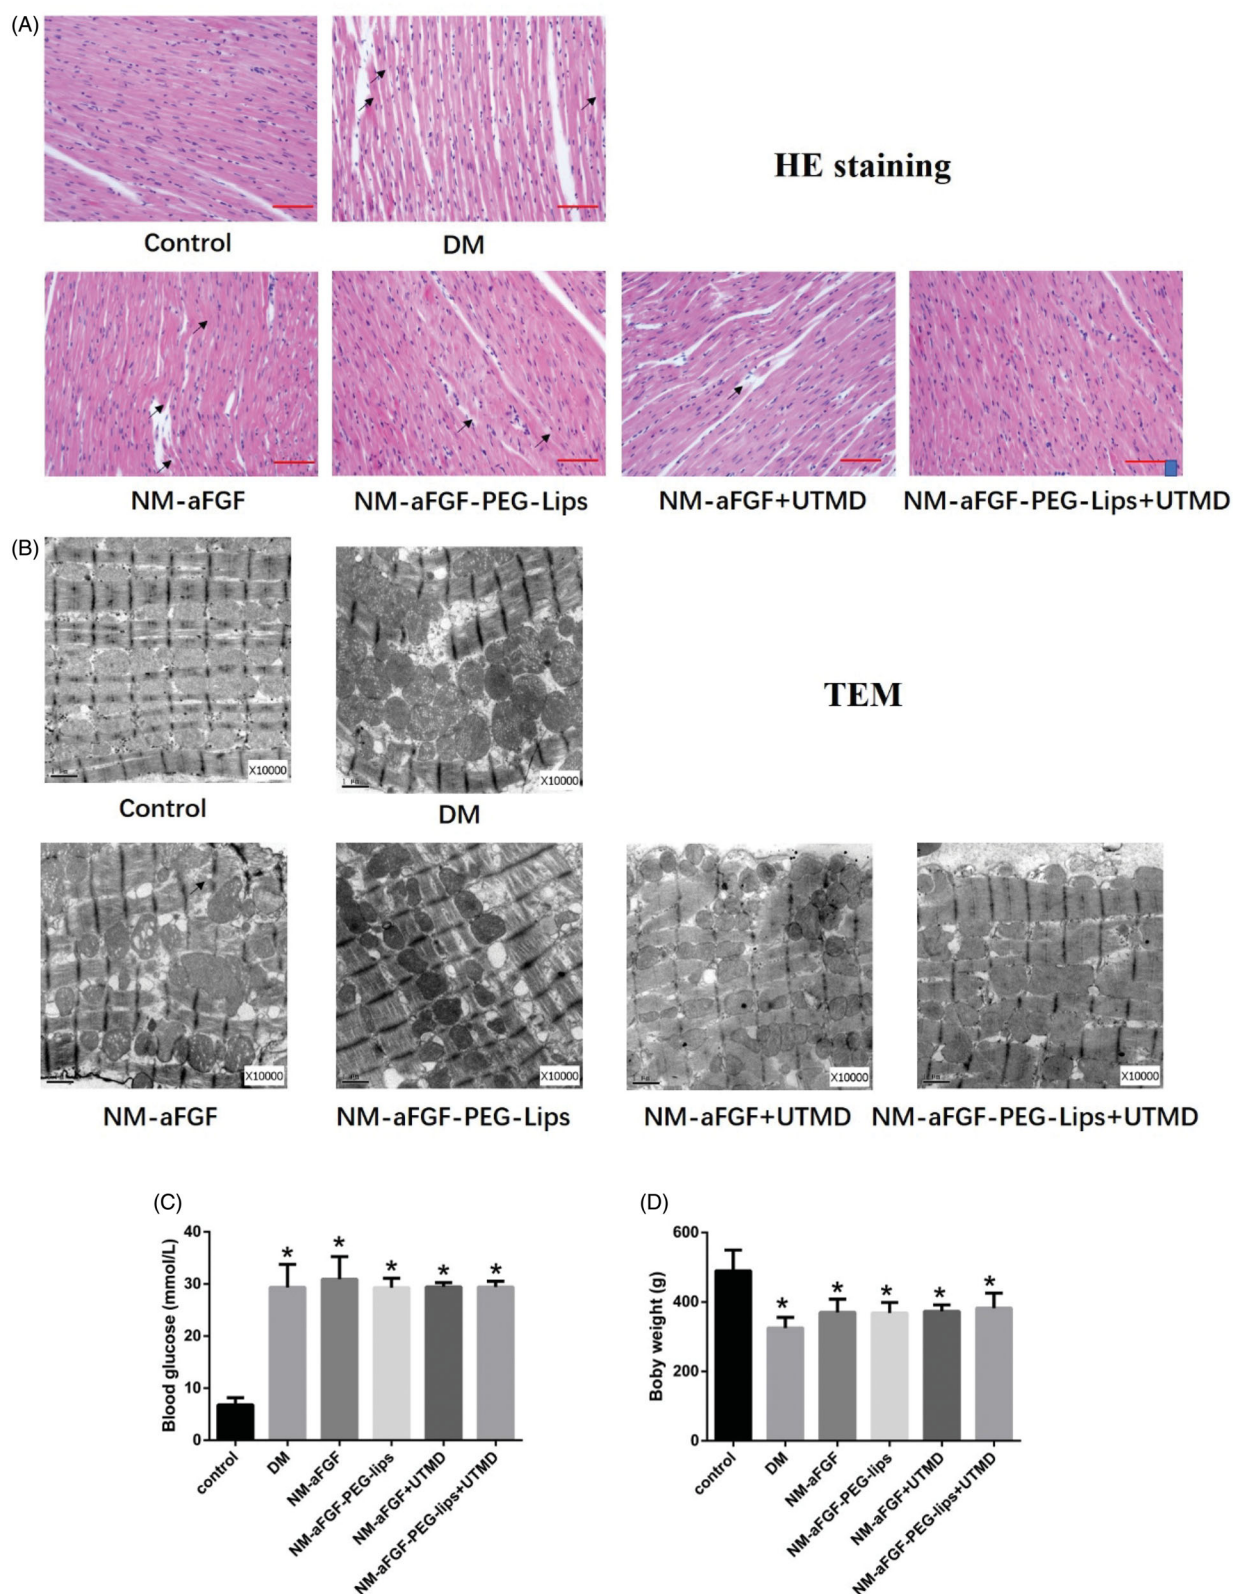 (A)
HE staining
Control
DM
NM-aFGF
NM-aFGF-PEG-Lips
NM-aFGF+UTMD
NM-aFGF-PEG-Lips+UTMD
(B)
TEM
X10000
X10000
1 μm
Control
DM
X10000
X10000
X10000
X10000
NM-aFGF
NM-aFGF-PEG-Lips
NM-aFGF+UTMD
NM-aFGF-PEG-Lips+UTMD
(C)
Blood glucose (mmol/L)
40
30
20
10
0
* * * * *
control
DM
NM-aFGF
NM-aFGF-PEG-lips
NM-aFGF+UTMD
NM-aFGF-PEG-lips+UTMD
(D)
Boby weight (g)
600
400
200
0
* * * * *
control
DM
NM-aFGF
NM-aFGF-PEG-lips
NM-aFGF+UTMD
NM-aFGF-PEG-lips+UTMD